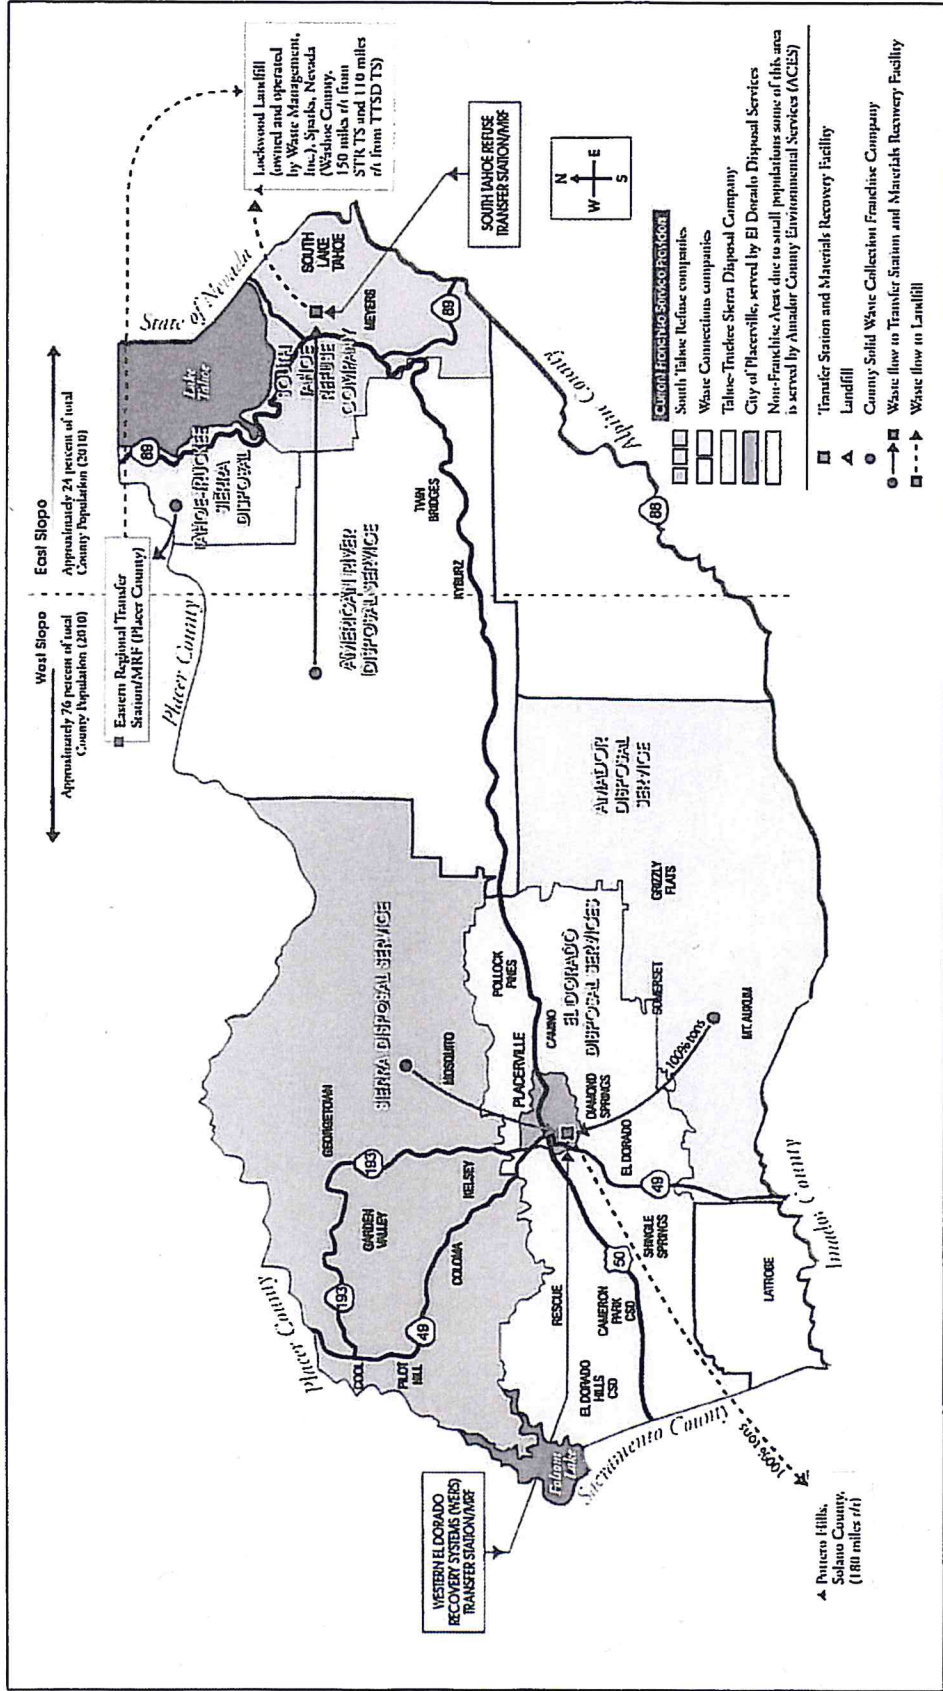 West Slope
Approximately 76 percent of total
County Population (2010)
East Slope
Approximately 24 percent of total
County Population (2010)
Eastern Regional Transfer
Station/MRF (Placer County)
Lockwood Landfill
(owned and operated
by Waste Management,
Inc.), Sparks, Nevada
(Washoe County.
150 miles r/t from
STR TS and 110 miles
r/t from TTSD TS)
State of Nevada
Placer County
Placer County
89
Lake
Tahoe
TAHOE-TRUCKEE
SIERRA
DISPOSAL
SOUTH
TAHOE
REFUSE
COMPANY
SOUTH
LAKE
TAHOE
MEYERS
89
SOUTH TAHOE REFUSE
TRANSFER STATION/MRF
AMERICAN RIVER
DISPOSAL SERVICE
TWIN
BRIDGES
KYBURZ
Alpine County
88
SIERRA DISPOSAL SERVICE
GEORGETOWN
193
MOSQUITO
GARDEN
VALLEY
193
KELSEY
COOL
PILOT
HILL
49
COLOMA
POLLOCK
PINES
PLACERVILLE
CAMINO
EL DORADO
DISPOSAL SERVICES
AMADOR
DISPOSAL
SERVICE
GRIZZLY
FLATS
SOMERSET
DIAMOND
SPRINGS
100% tons
MT. AUKUM
EL DORADO
49
SHINGLE
SPRINGS
50
RESCUE
CAMERON
PARK
CSD
EL DORADO
HILLS
CSD
LATROBE
Folsom
Lake
Sacramento County
Amador County
100% tons
WESTERN EL DORADO
RECOVERY SYSTEMS (WERS)
TRANSFER STATION/MRF
Potrero Hills,
Solano County,
(180 miles r/t)
N
W E
S
Current Franchise Service Providers
South Tahoe Refuse companies
Waste Connections companies
Tahoe-Truckee Sierra Disposal Company
City of Placerville, served by El Dorado Disposal Services
Non-Franchise Areas due to small populations some of this area
is served by Amador County Environmental Services (ACES)
Transfer Station and Materials Recovery Facility
Landfill
County Solid Waste Collection Franchise Company
Waste flow to Transfer Station and Materials Recovery Facility
Waste flow to Landfill